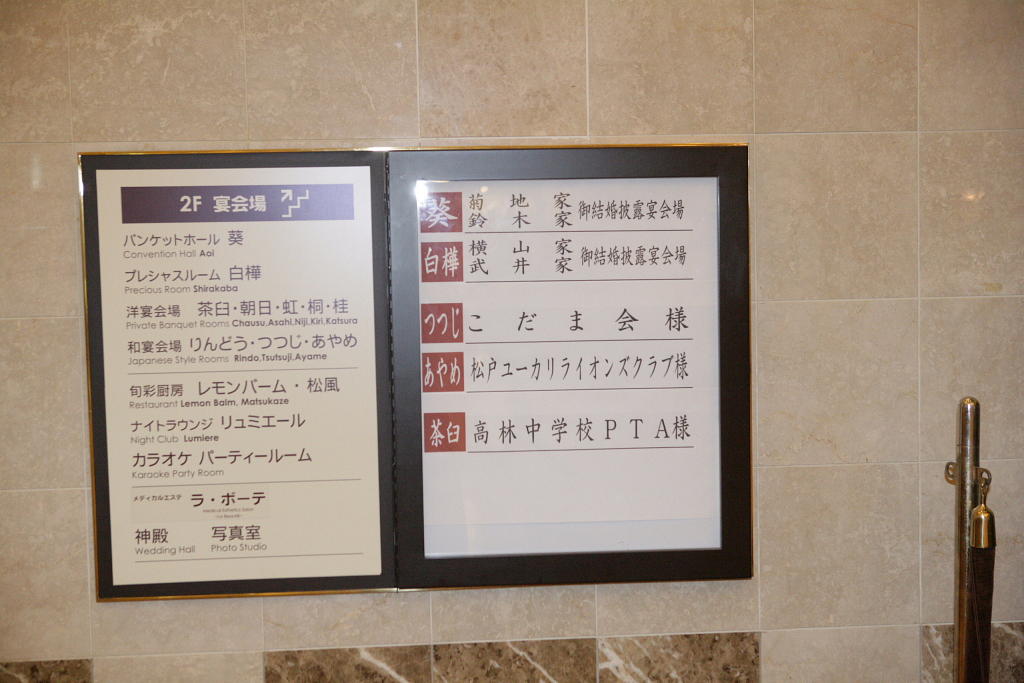 2F 宴会場
バンケットホール 葵
Convention Hall Aoi
プレシャスルーム 白樺
Precious Room Shirakaba
洋宴会場 茶臼・朝日・虹・桐・桂
Private Banquet Rooms Chausu,Asahi,Niji,Kiri,Katsura
和宴会場 りんどう・つつじ・あやめ
Japanese Style Rooms Rindo,Tsutsuji,Ayame
旬彩厨房 レモンバーム・松風
Restaurant Lemon Balm, Matsukaze
ナイトラウンジ リュミエール
Night Club Lumiere
カラオケ パーティールーム
Karaoke Party Room
メディカルエステ ラ・ボーテ
Medical Esthetics Salon
神殿 写真室
Wedding Hall Photo Studio
葵 菊地家 鈴木家 御結婚披露宴会場
白樺 横山家 武井家 御結婚披露宴会場
つつじ こだま会様
あやめ 松戸ユーカリライオンズクラブ様
茶臼 高林中学校PTA様